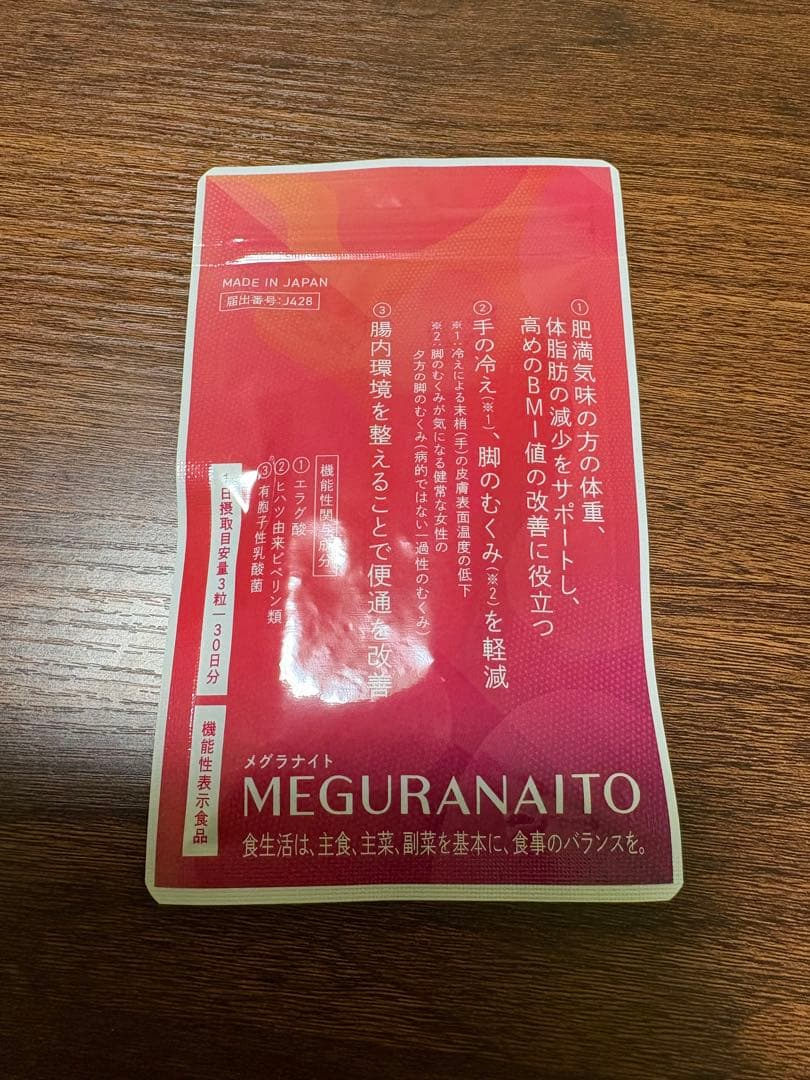 MADE IN JAPAN
届出番号:J428
①肥満気味の方の体重、
体脂肪の減少をサポートし、
高めのBMI値の改善に役立つ
②手の冷え(※1)、脚のむくみ(※2)を軽減
※1:冷えによる末梢(手)の皮膚表面温度の低下
※2:脚のむくみが気になる健常な女性の
夕方の脚のむくみ(病的ではない一過性のむくみ)
③腸内環境を整えることで便通を改善
機能性関与成分
①エラグ酸
②ヒハツ由来ピペリン類
③有胞子性乳酸菌
1日摂取目安量3粒|30日分
機能性表示食品
メグラナイト
MEGURANAITO
食生活は、主食、主菜、副菜を基本に、食事のバランスを。